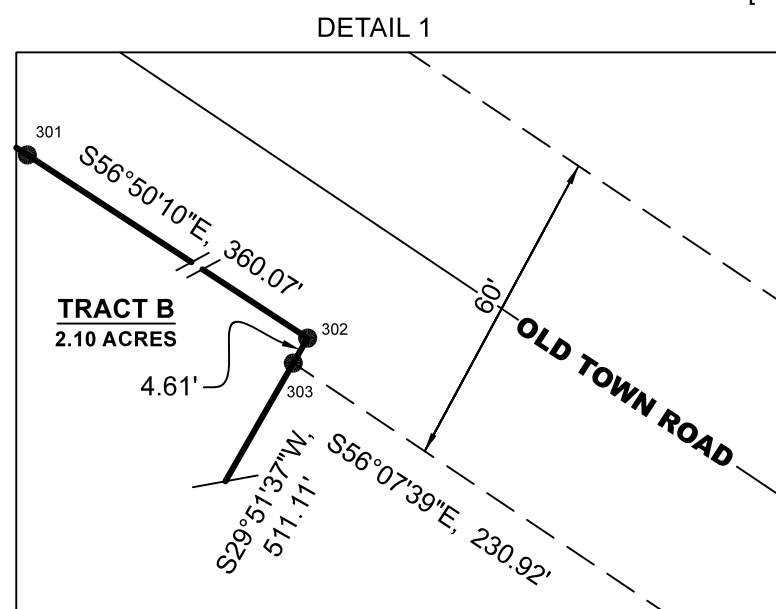 DETAIL 1
301
S56°50'10"E, 360.07'
60'
TRACT B
2.10 ACRES
302
4.61'
303
OLD TOWN ROAD
S29°51'37"W,
511.11'
S56°07'39"E, 230.92'